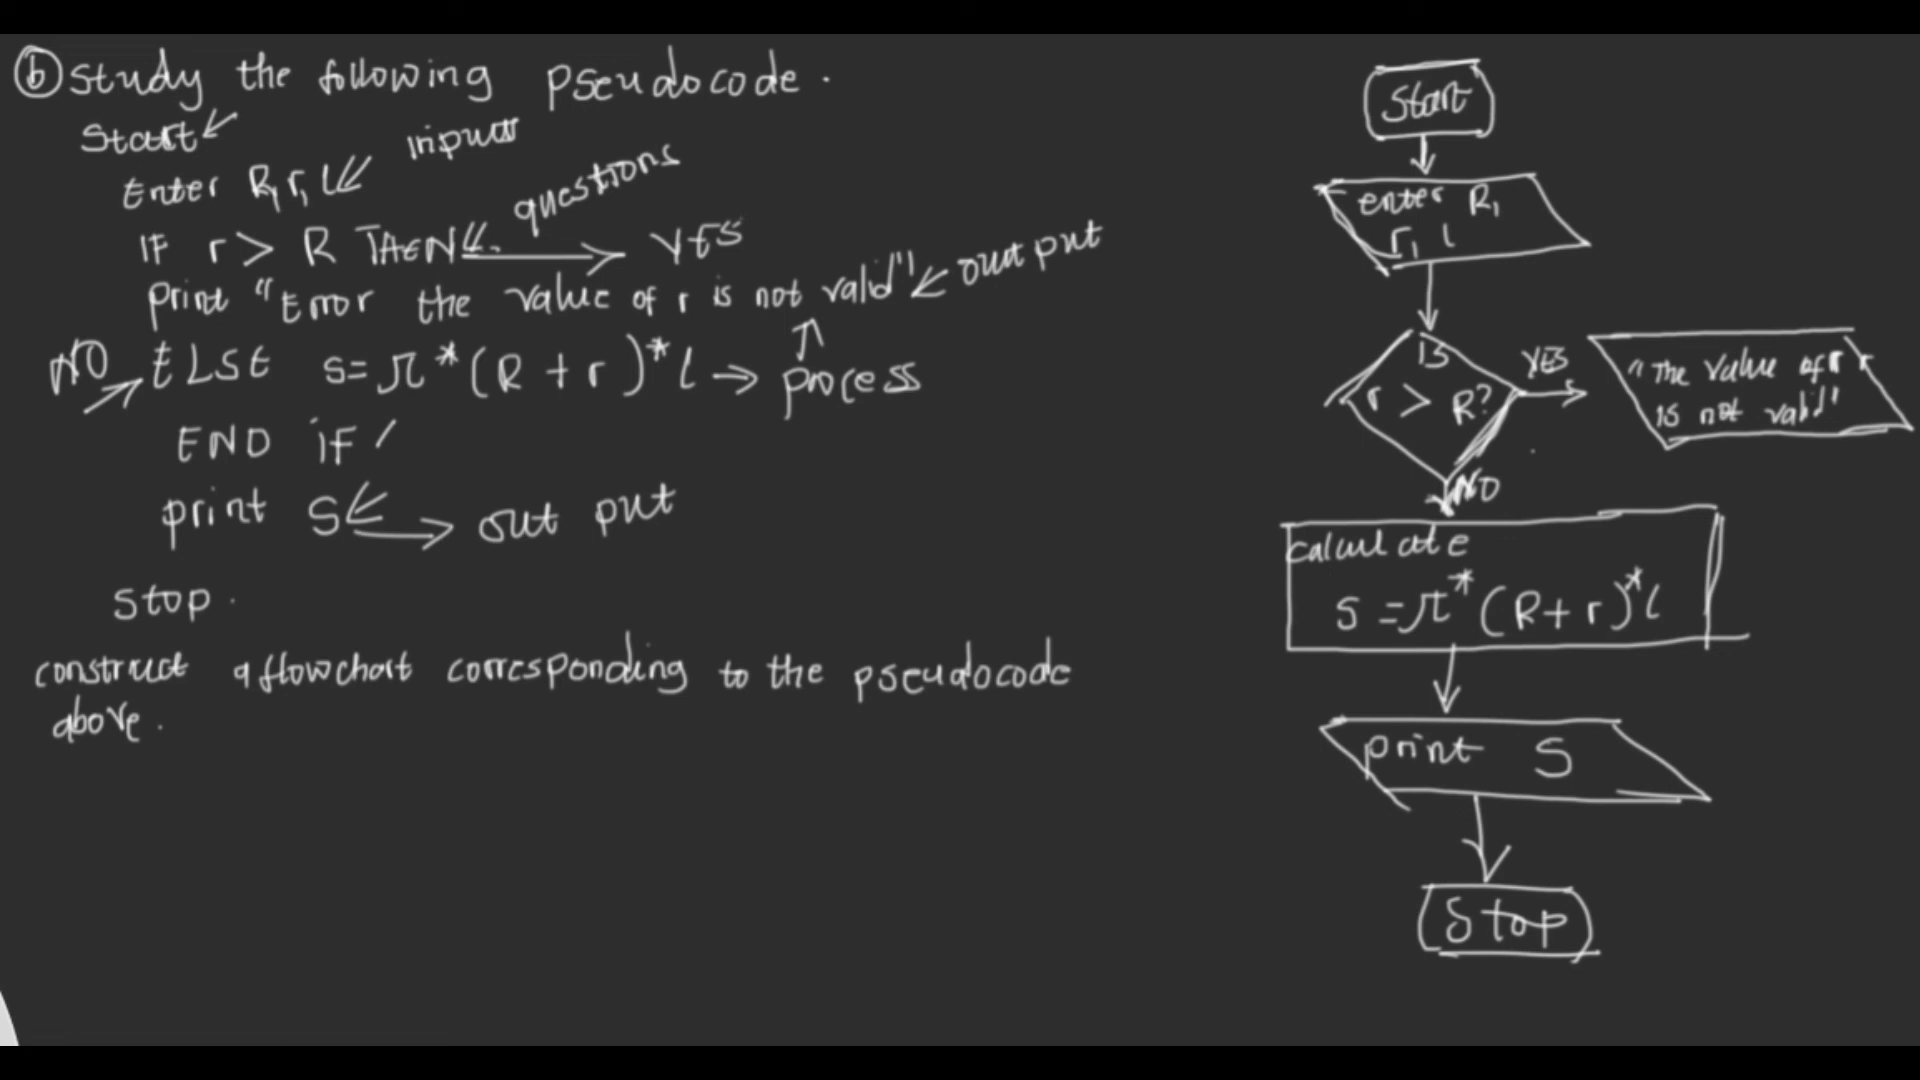 b study the following pseudocode.
Start
Enter R, r, l
input
IF r > R THEN
questions
YES
print "Error the value of r is not valid"
out put
NO
ELSE s=π*(R + r)*l → process
END if
print S
out put
stop.
construct a flowchart corresponding to the pseudocode
above.
Start
enter R,
r, l
is
r > R?
YES
"The value of r
is not valid"
NO
calculate
s =π*(R+r)*l
print S
Stop